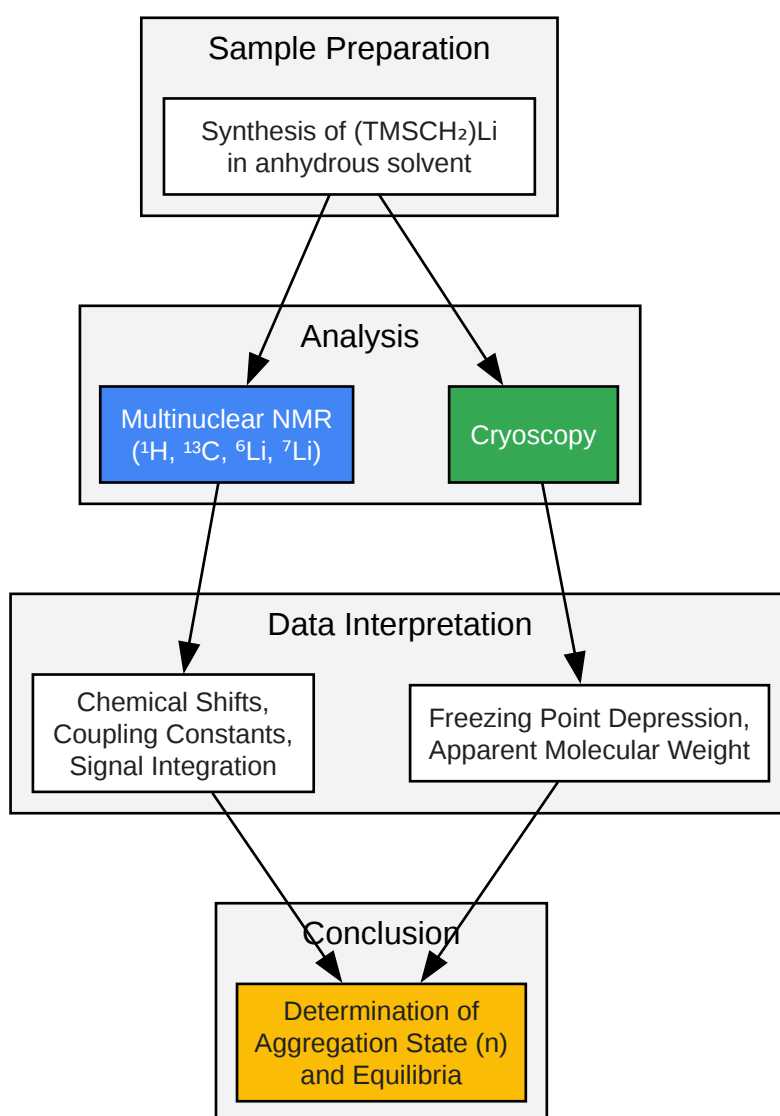 Sample Preparation
Synthesis of (TMSCH₂)Li
in anhydrous solvent
Analysis
Multinuclear NMR
(¹H, ¹³C, ⁶Li, ⁷Li)
Cryoscopy
Data Interpretation
Chemical Shifts,
Coupling Constants,
Signal Integration
Freezing Point Depression,
Apparent Molecular Weight
Conclusion
Determination of
Aggregation State (n)
and Equilibria